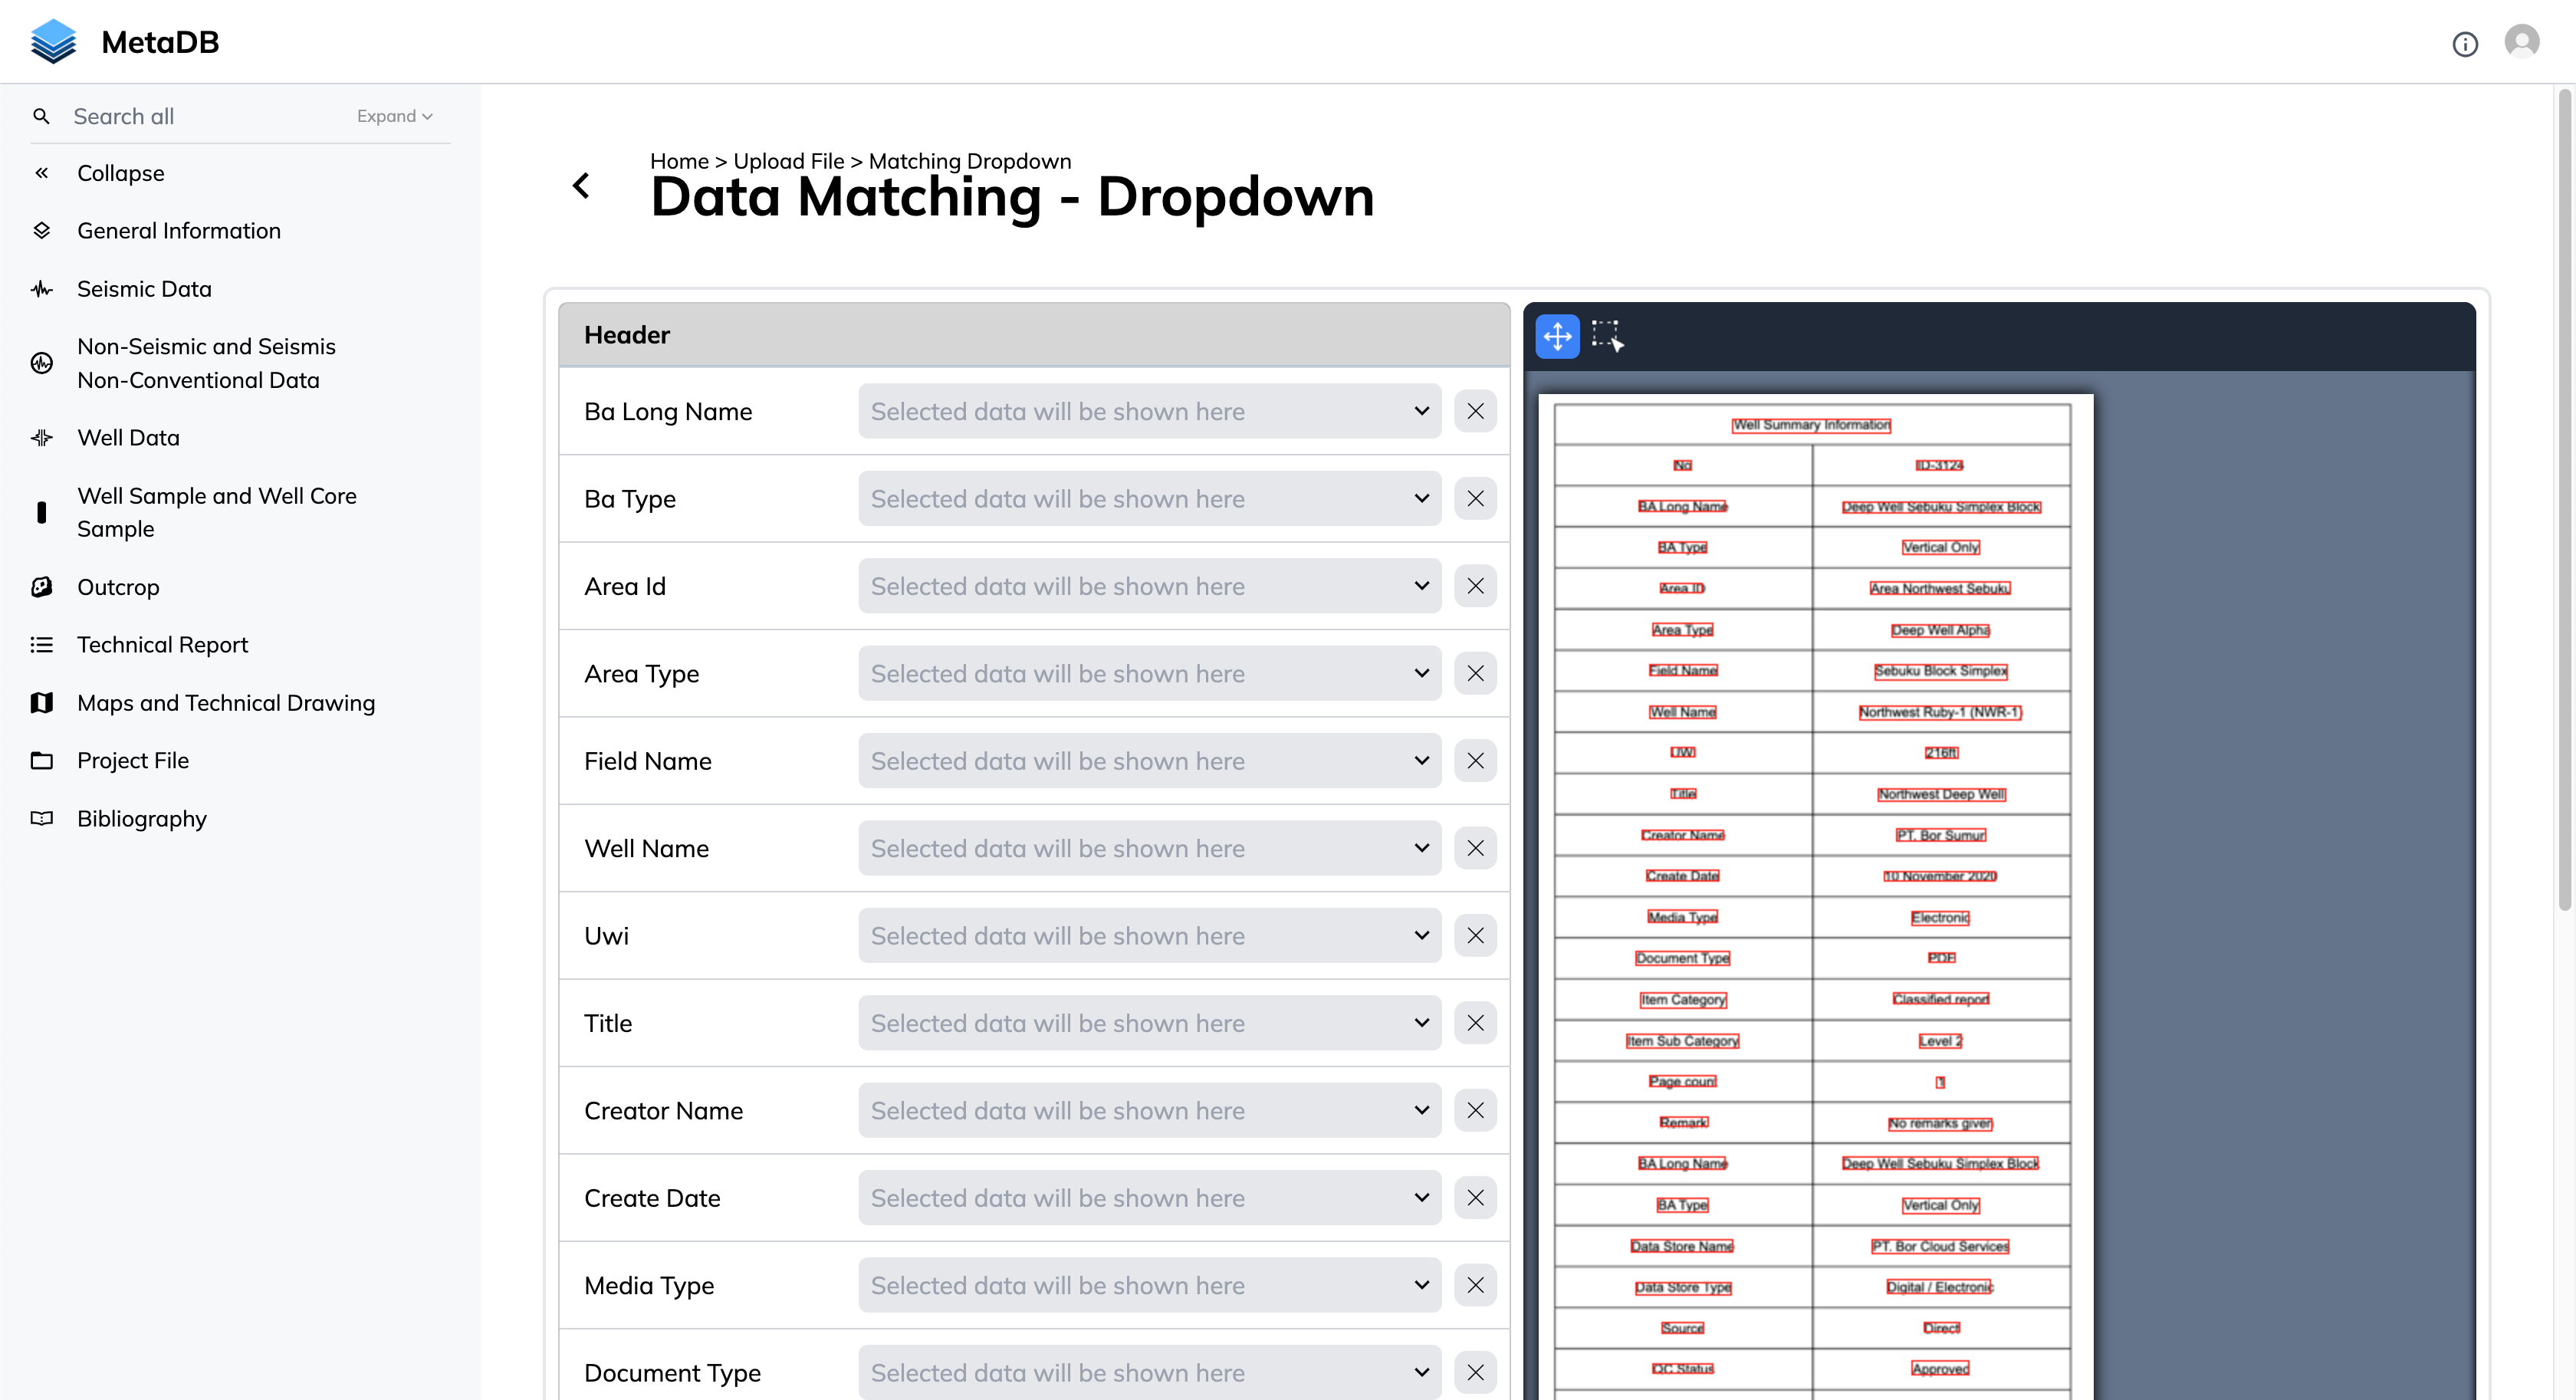 MetaDB
Search all
Expand
Collapse
General Information
Seismic Data
Non-Seismic and Seismis
Non-Conventional Data
Well Data
Well Sample and Well Core
Sample
Outcrop
Technical Report
Maps and Technical Drawing
Project File
Bibliography
Home > Upload File > Matching Dropdown
Data Matching - Dropdown
Header
Ba Long Name Selected data will be shown here
Ba Type Selected data will be shown here
Area Id Selected data will be shown here
Area Type Selected data will be shown here
Field Name Selected data will be shown here
Well Name Selected data will be shown here
Uwi Selected data will be shown here
Title Selected data will be shown here
Creator Name Selected data will be shown here
Create Date Selected data will be shown here
Media Type Selected data will be shown here
Document Type Selected data will be shown here
Well Summary Information
No ID-3124
BA Long Name Deep Well Sebuku Simplex Block
BA Type Vertical Only
Area ID Area Northwest Sebuku
Area Type Deep Well Alpha
Field Name Sebuku Block Simplex
Well Name Northwest Ruby-1 (NWR-1)
UWI 216ft
Title Northwest Deep Well
Creator Name PT. Bor Sumur
Create Date 10 November 2020
Media Type Electronic
Document Type PDF
Item Category Classified report
Item Sub Category Level 2
Page count 1
Remark No remarks given
BA Long Name Deep Well Sebuku Simplex Block
BA Type Vertical Only
Data Store Name PT. Bor Cloud Services
Data Store Type Digital / Electronic
Source Direct
QC Status Approved